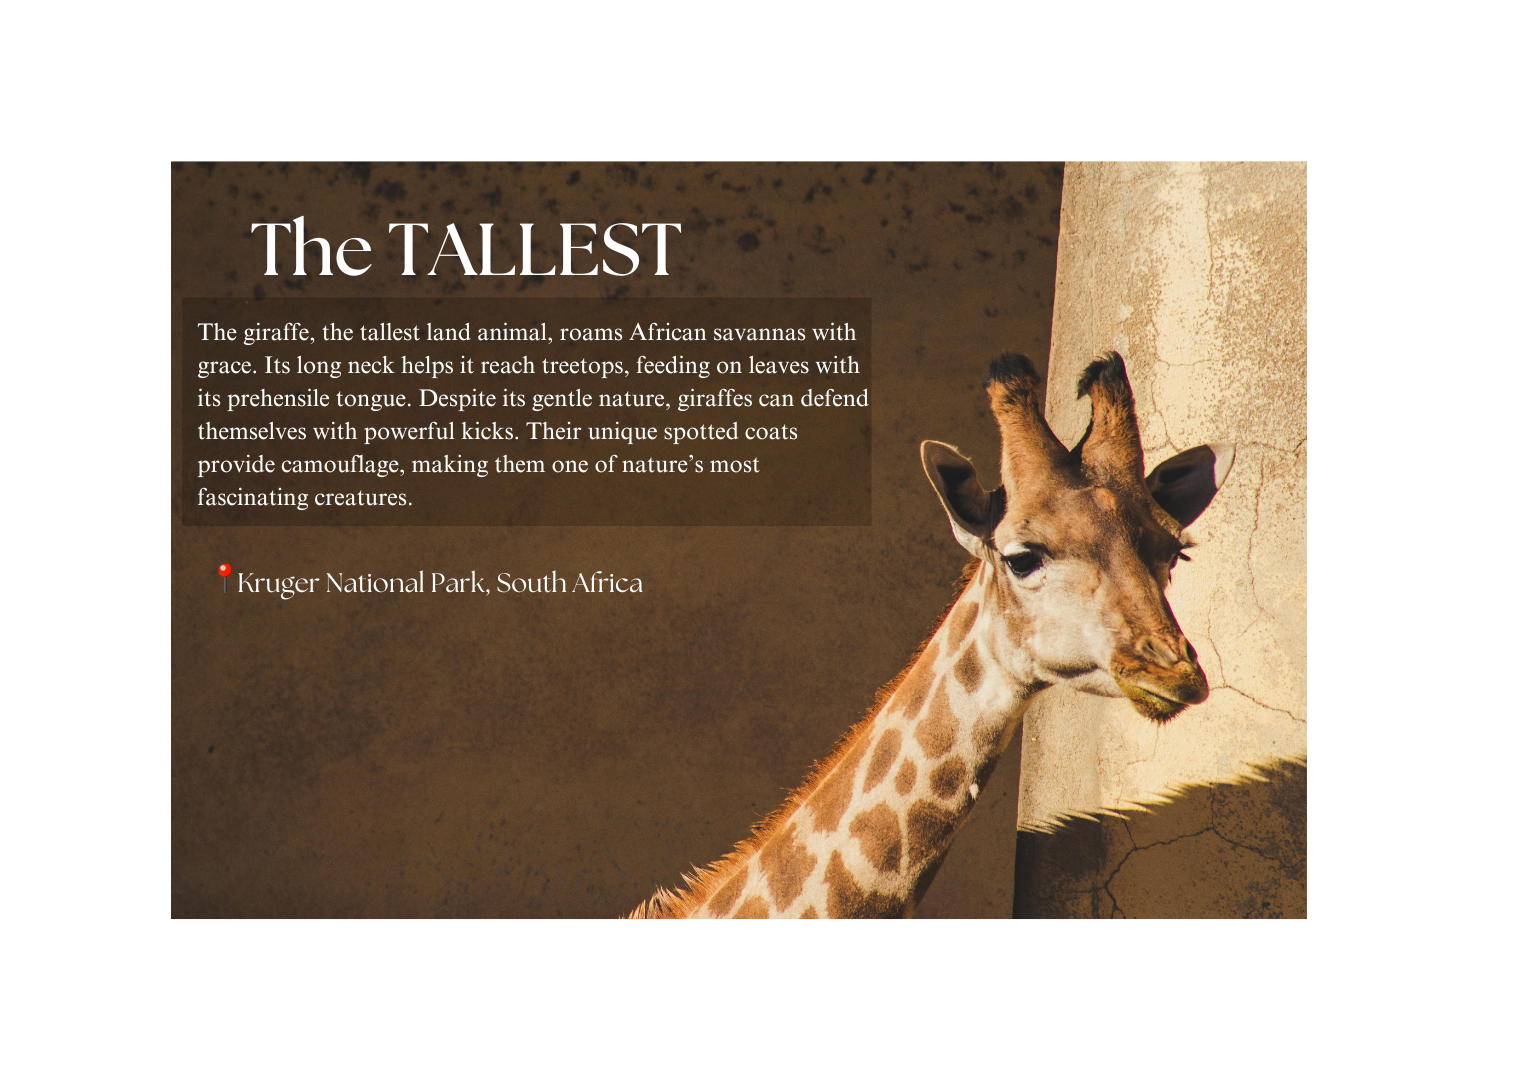 The TALLEST
The giraffe, the tallest land animal, roams African savannas with
grace. Its long neck helps it reach treetops, feeding on leaves with
its prehensile tongue. Despite its gentle nature, giraffes can defend
themselves with powerful kicks. Their unique spotted coats
provide camouflage, making them one of nature’s most
fascinating creatures.
📍Kruger National Park, South Africa